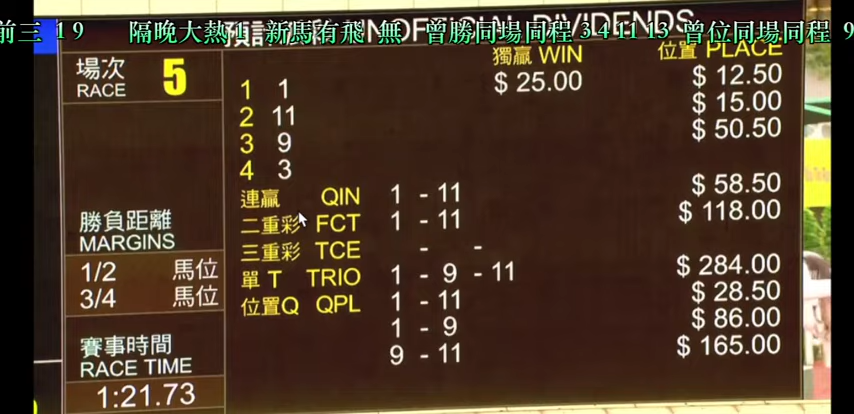 前三 1 9 隔晚大熱 1 新馬有飛 無 曾勝同場同程 3 4 11 13 曾位同場同程 9
UNOFFICIAL DIVIDENDS
場次 5
RACE
獨贏 WIN 位置 PLACE
1 1 $ 25.00 $ 12.50
2 11 $ 15.00
3 9 $ 50.50
4 3
連贏 QIN 1 - 11 $ 58.50
二重彩 FCT 1 - 11 $ 118.00
三重彩 TCE - -
單 T TRIO 1 - 9 - 11 $ 284.00
位置Q QPL 1 - 11 $ 28.50
1 - 9 $ 86.00
9 - 11 $ 165.00
勝負距離
MARGINS
1/2 馬位
3/4 馬位
賽事時間
RACE TIME
1:21.73